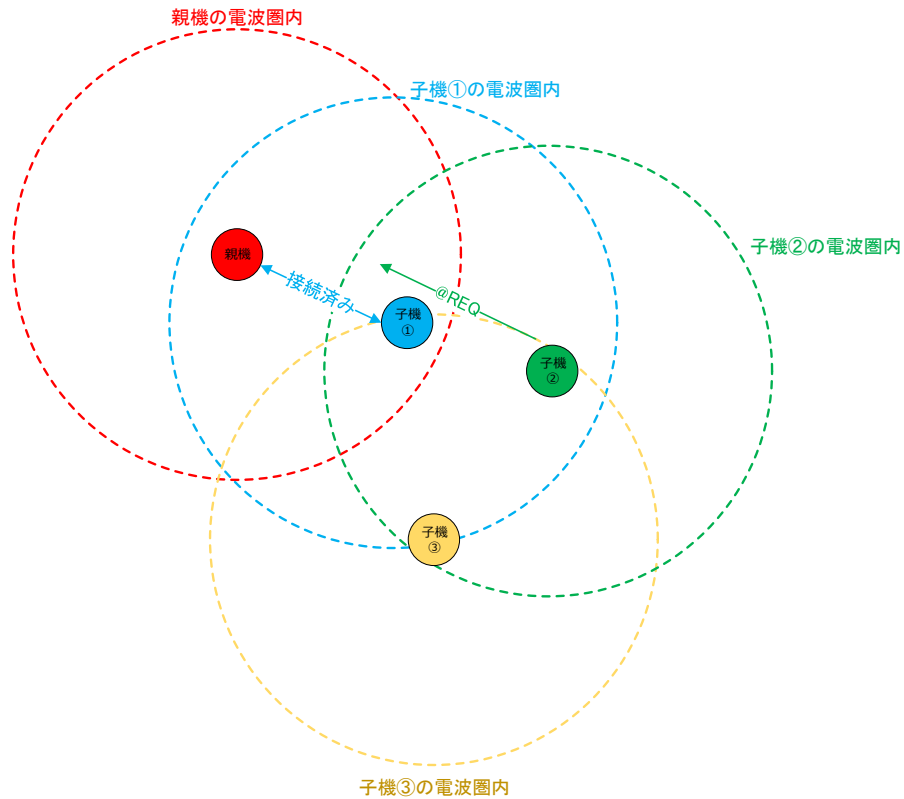 親機の電波圏内
子機①の電波圏内
子機②の電波圏内
親機
接続済み
@REQ
子機
①
子機
②
子機
③
子機③の電波圏内